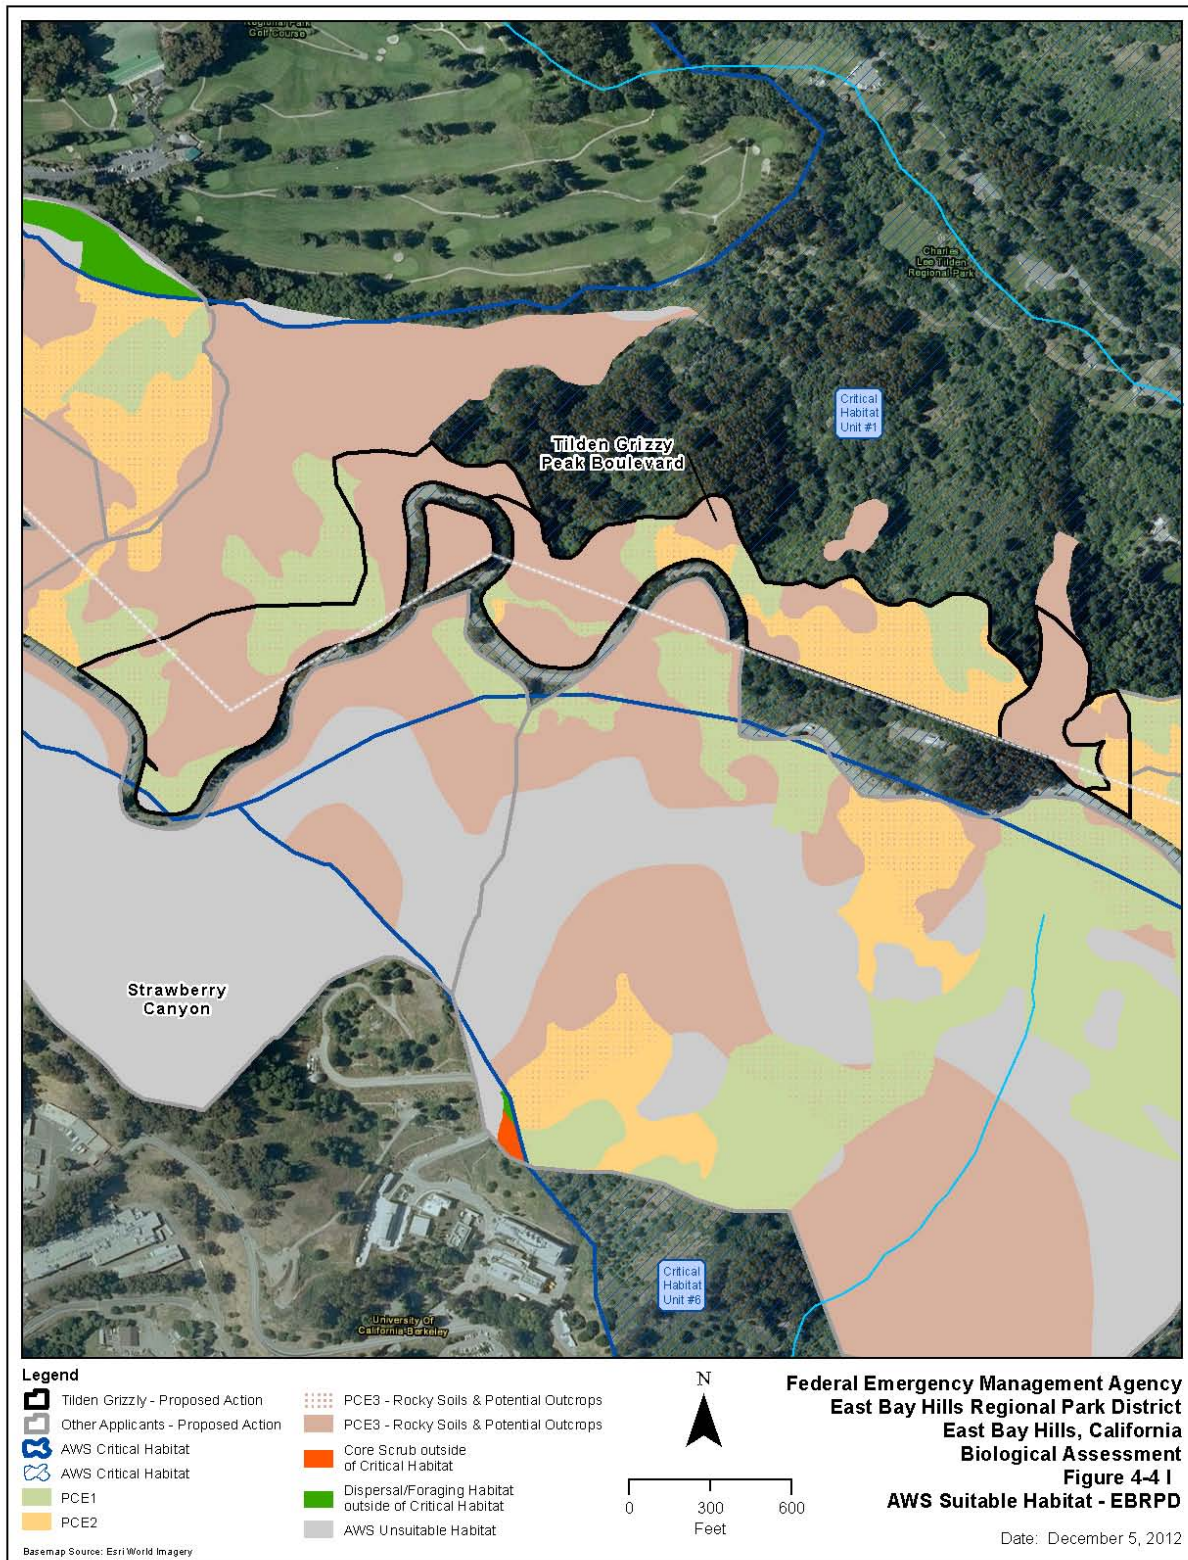 Regional Park
Golf Course
Charles
Lee Tilden
Regional Park
Critical
Habitat
Unit #1
Tilden Grizzy
Peak Boulevard
Strawberry
Canyon
Critical
Habitat
Unit #6
University Of
California Berkeley
Legend
Tilden Grizzly - Proposed Action
Other Applicants - Proposed Action
AWS Critical Habitat
AWS Critical Habitat
PCE1
PCE2
PCE3 - Rocky Soils & Potential Outcrops
PCE3 - Rocky Soils & Potential Outcrops
Core Scrub outside
of Critical Habitat
Dispersal/Foraging Habitat
outside of Critical Habitat
AWS Unsuitable Habitat
Basemap Source: Esri World Imagery
N
0 300 600
Feet
Federal Emergency Management Agency
East Bay Hills Regional Park District
East Bay Hills, California
Biological Assessment
Figure 4-4 I
AWS Suitable Habitat - EBRPD
Date: December 5, 2012